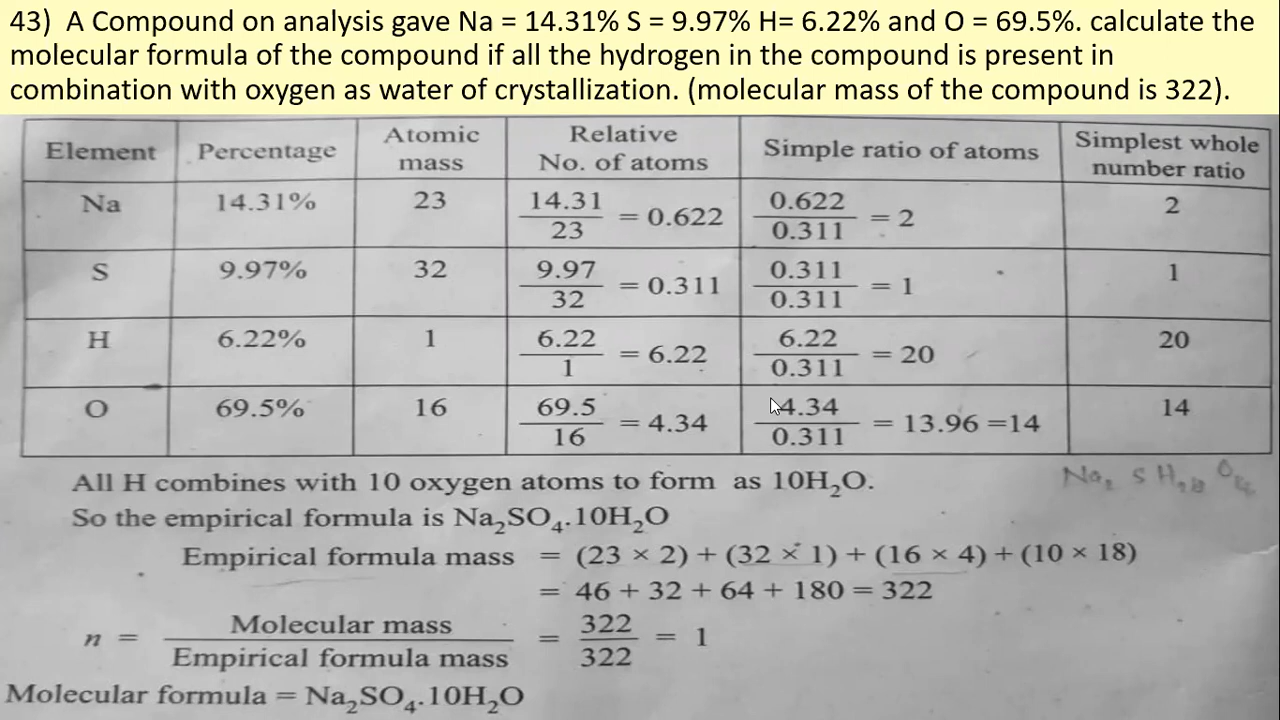 43) A Compound on analysis gave Na = 14.31% S = 9.97% H= 6.22% and O = 69.5%. calculate the
molecular formula of the compound if all the hydrogen in the compound is present in
combination with oxygen as water of crystallization. (molecular mass of the compound is 322).
Element Percentage Atomic mass Relative No. of atoms Simple ratio of atoms Simplest whole number ratio
Na 14.31% 23 14.31/23 = 0.622 0.622/0.311 = 2 2
S 9.97% 32 9.97/32 = 0.311 0.311/0.311 = 1 1
H 6.22% 1 6.22/1 = 6.22 6.22/0.311 = 20 20
O 69.5% 16 69.5/16 = 4.34 4.34/0.311 = 13.96 =14 14
Na₂ S H₂₀ O₁₄
All H combines with 10 oxygen atoms to form as 10H₂O.
So the empirical formula is Na₂SO₄.10H₂O
Empirical formula mass = (23 × 2) + (32 × 1) + (16 × 4) + (10 × 18)
= 46 + 32 + 64 + 180 = 322
n = Molecular mass / Empirical formula mass = 322/322 = 1
Molecular formula = Na₂SO₄.10H₂O